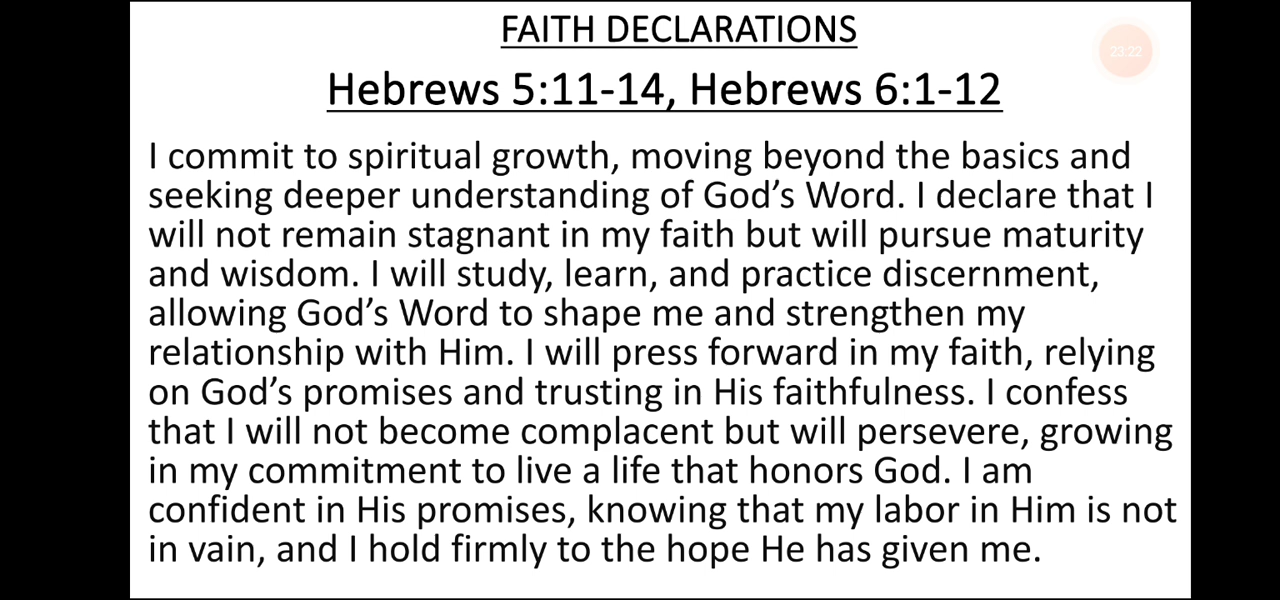 FAITH DECLARATIONS
23:22
Hebrews 5:11-14, Hebrews 6:1-12
I commit to spiritual growth, moving beyond the basics and
seeking deeper understanding of God’s Word. I declare that I
will not remain stagnant in my faith but will pursue maturity
and wisdom. I will study, learn, and practice discernment,
allowing God’s Word to shape me and strengthen my
relationship with Him. I will press forward in my faith, relying
on God’s promises and trusting in His faithfulness. I confess
that I will not become complacent but will persevere, growing
in my commitment to live a life that honors God. I am
confident in His promises, knowing that my labor in Him is not
in vain, and I hold firmly to the hope He has given me.